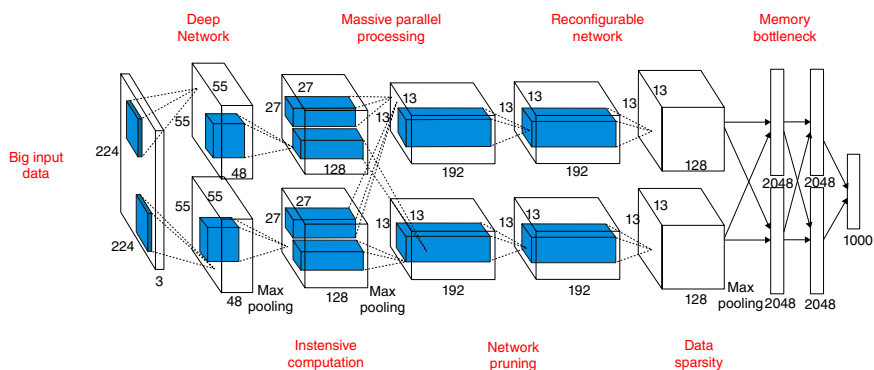 Deep
Network
Massive parallel
processing
Reconfigurable
network
Memory
bottleneck
Big input
data
224
224
3
55
55
48
55
55
48
Max
pooling
27
27
128
27
27
128
Max
pooling
13
13
192
13
13
192
13
13
192
13
13
192
13
13
128
13
13
128
Max
pooling
2048
2048
2048
2048
1000
Instensive
computation
Network
pruning
Data
sparsity